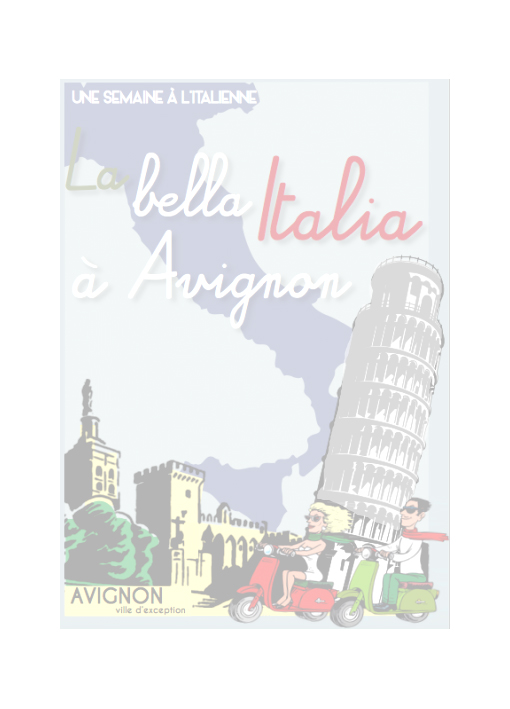 UNE SEMAINE À L'ITALIENNE
La bella Italia
à Avignon
AVIGNON
ville d'exception